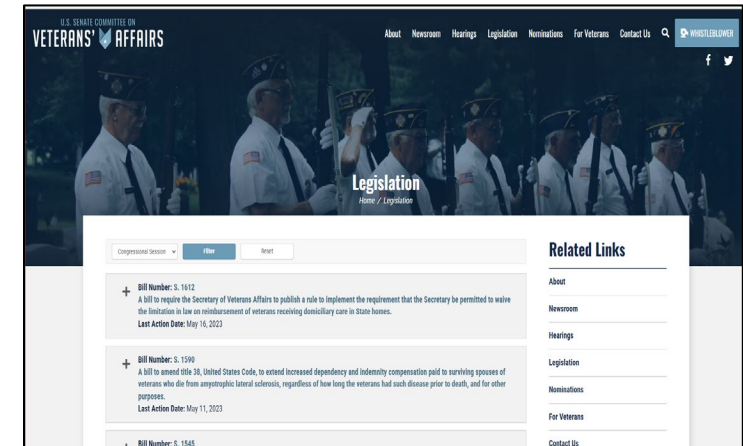 U.S. SENATE COMMITTEE ON
VETERANS' AFFAIRS
About Newsroom Hearings Legislation Nominations For Veterans Contact Us WHISTLEBLOWER
Legislation
Home / Legislation
Congressional Session Filter Reset
Bill Number: S. 1612
A bill to require the Secretary of Veterans Affairs to publish a rule to implement the requirement that the Secretary be permitted to waive
the limitation in law on reimbursement of veterans receiving domiciliary care in State homes.
Last Action Date: May 16, 2023
Bill Number: S. 1590
A bill to amend title 38, United States Code, to extend increased dependency and indemnity compensation paid to surviving spouses of
veterans who die from amyotrophic lateral sclerosis, regardless of how long the veterans had such disease prior to death, and for other
purposes.
Last Action Date: May 11, 2023
Bill Number: S. 1545
Related Links
About
Newsroom
Hearings
Legislation
Nominations
For Veterans
Contact Us